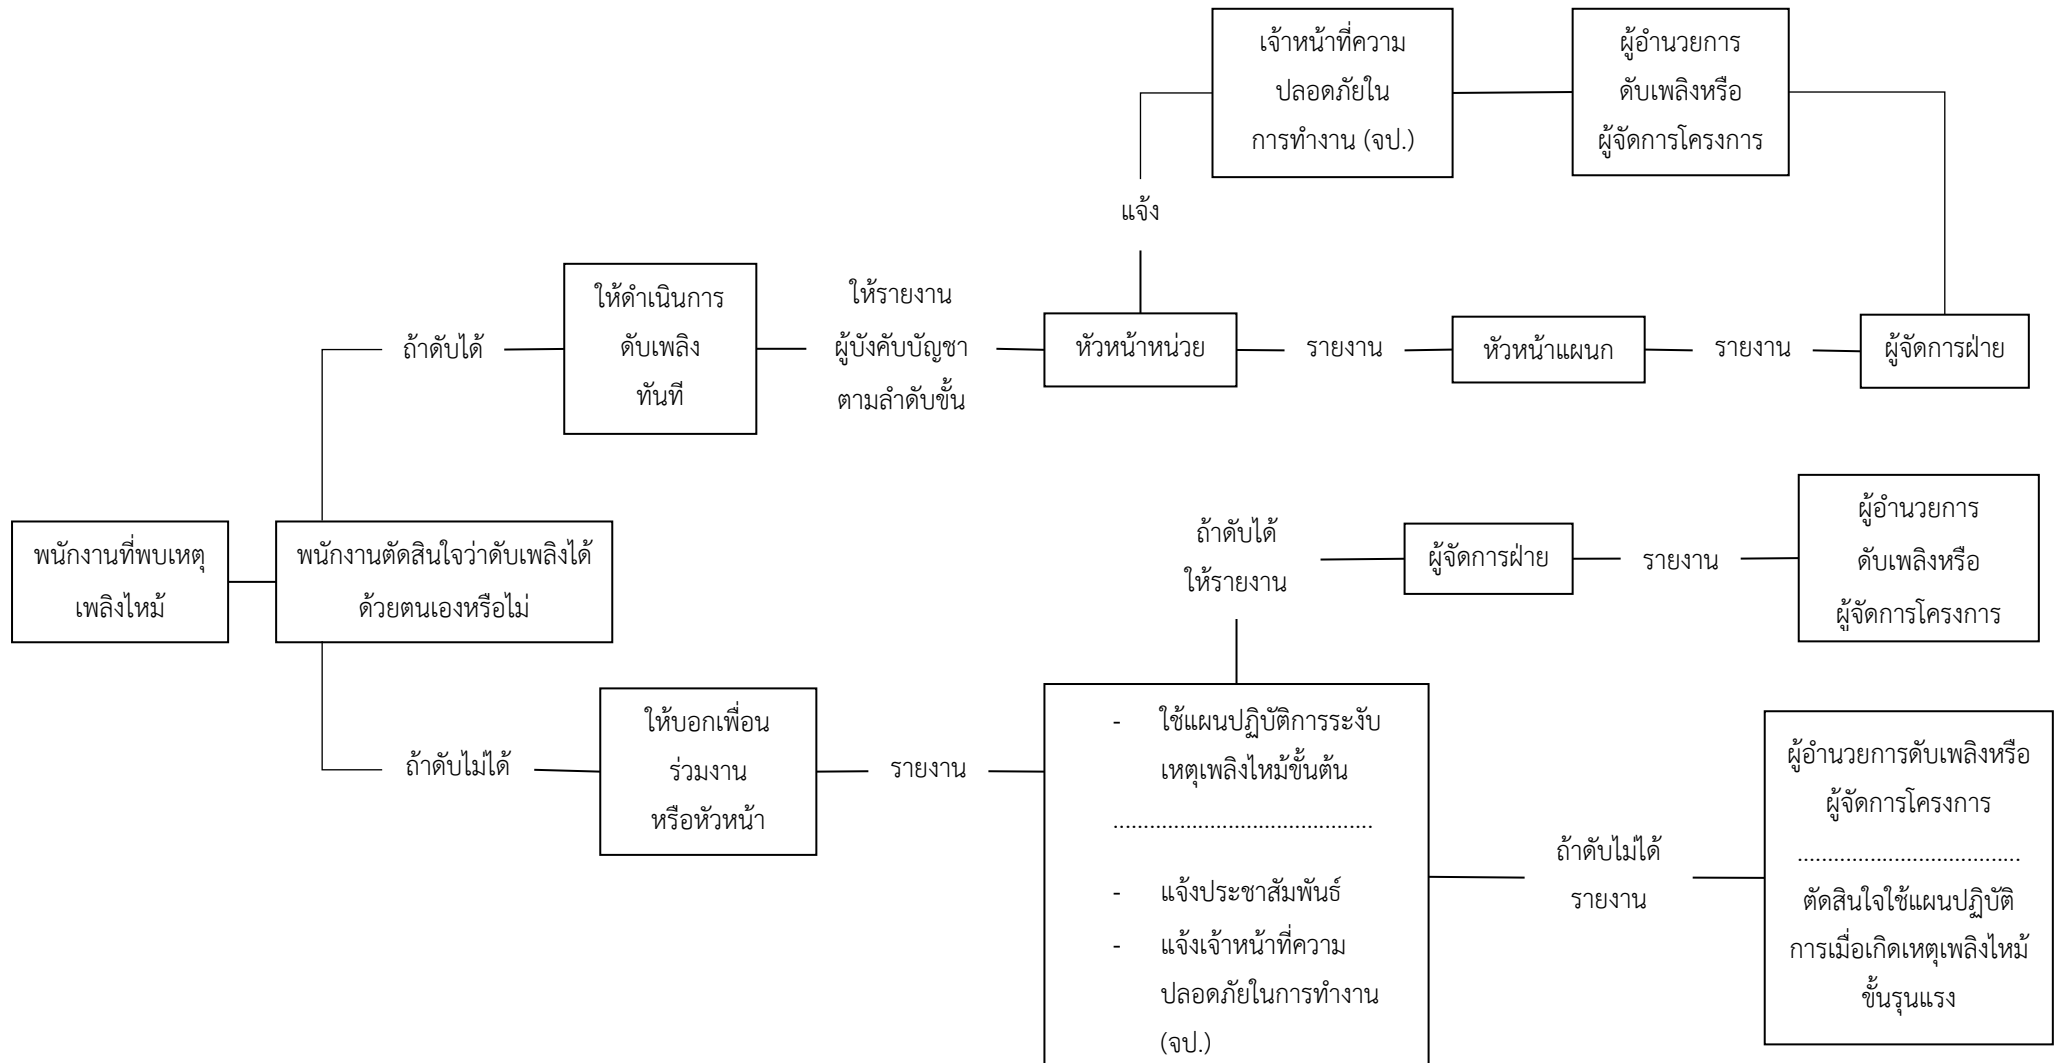 เจ้าหน้าที่ความ
ปลอดภัยใน
การทำงาน (จป.)
ผู้อำนวยการ
ดับเพลิงหรือ
ผู้จัดการโครงการ
แจ้ง
ถ้าดับได้
ให้ดำเนินการ
ดับเพลิง
ทันที
ให้รายงาน
ผู้บังคับบัญชา
ตามลำดับขั้น
หัวหน้าหน่วย
รายงาน
หัวหน้าแผนก
รายงาน
ผู้จัดการฝ่าย
พนักงานที่พบเหตุ
เพลิงไหม้
พนักงานตัดสินใจว่าดับเพลิงได้
ด้วยตนเองหรือไม่
ถ้าดับได้
ให้รายงาน
ผู้จัดการฝ่าย
รายงาน
ผู้อำนวยการ
ดับเพลิงหรือ
ผู้จัดการโครงการ
ถ้าดับไม่ได้
ให้บอกเพื่อน
ร่วมงาน
หรือหัวหน้า
รายงาน
- ใช้แผนปฏิบัติการระงับ
เหตุเพลิงไหม้ขั้นต้น
...........................................
- แจ้งประชาสัมพันธ์
- แจ้งเจ้าหน้าที่ความ
ปลอดภัยในการทำงาน
(จป.)
ถ้าดับไม่ได้
รายงาน
ผู้อำนวยการดับเพลิงหรือ
ผู้จัดการโครงการ
.....................................
ตัดสินใจใช้แผนปฏิบัติ
การเมื่อเกิดเหตุเพลิงไหม้
ขั้นรุนแรง